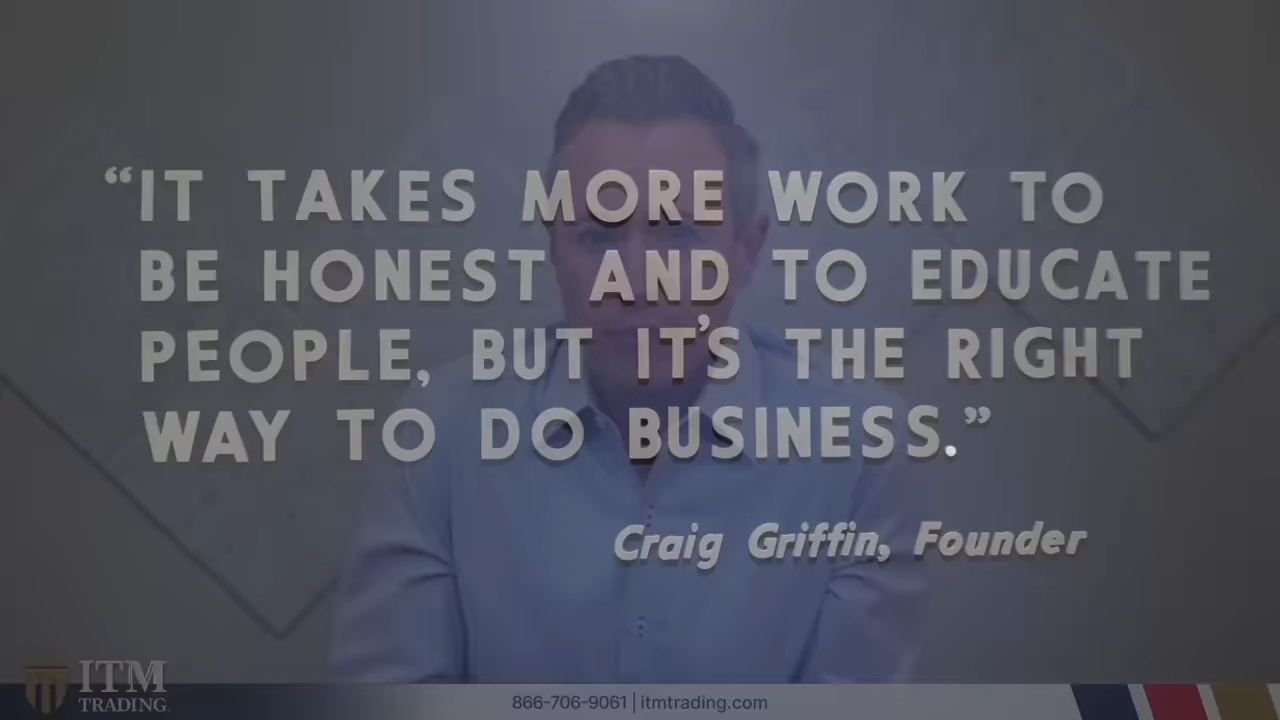 “IT TAKES MORE WORK TO
BE HONEST AND TO EDUCATE
PEOPLE, BUT IT’S THE RIGHT
WAY TO DO BUSINESS.”
Craig Griffin, Founder
ITM
TRADING.
866-706-9061 | itmtrading.com